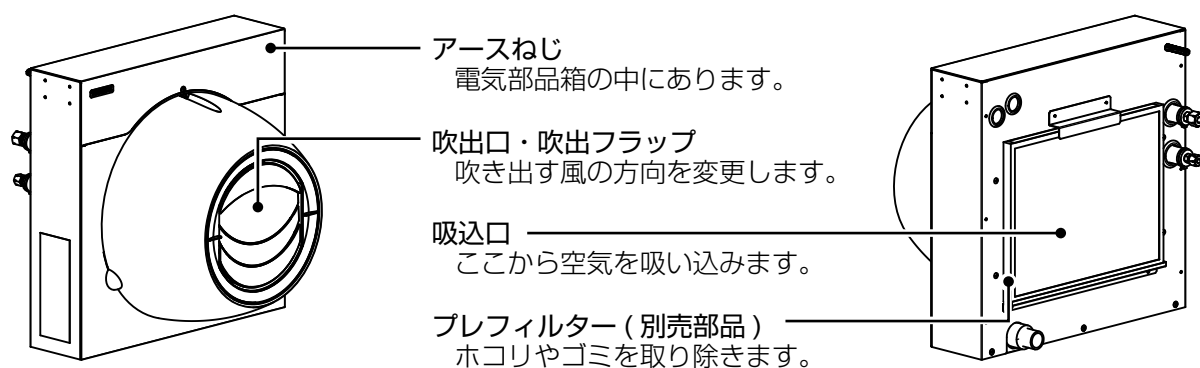 アースねじ
電気部品箱の中にあります。
吹出口・吹出フラップ
吹き出す風の方向を変更します。
吸込口
ここから空気を吸い込みます。
プレフィルター ( 別売部品 )
ホコリやゴミを取り除きます。